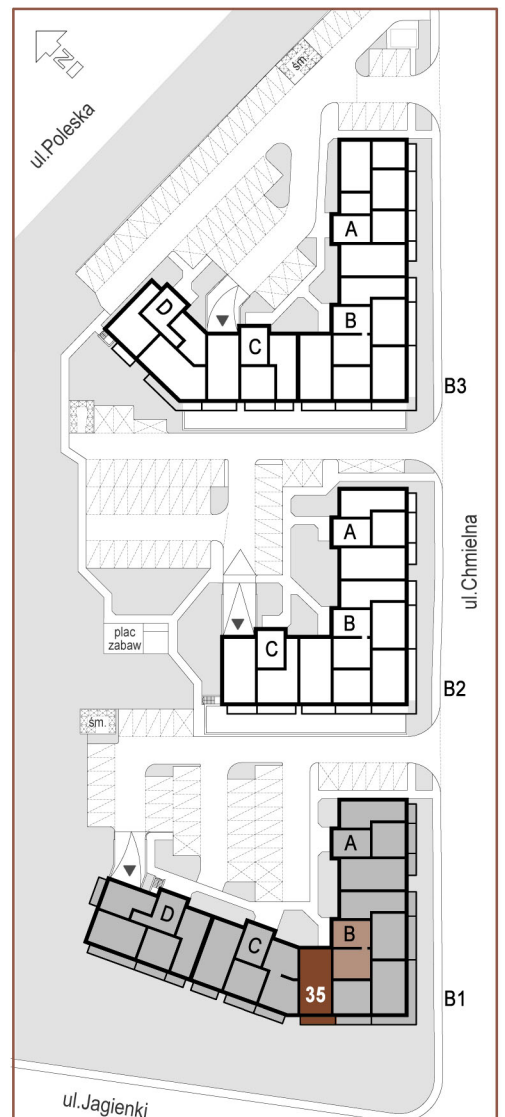 N
śm.
ul.Poleska
A
D
B
C
B3
A
ul.Chmielna
B
plac
zabaw
C
B2
śm.
A
D
B
C
35
B1
ul.Jagienki